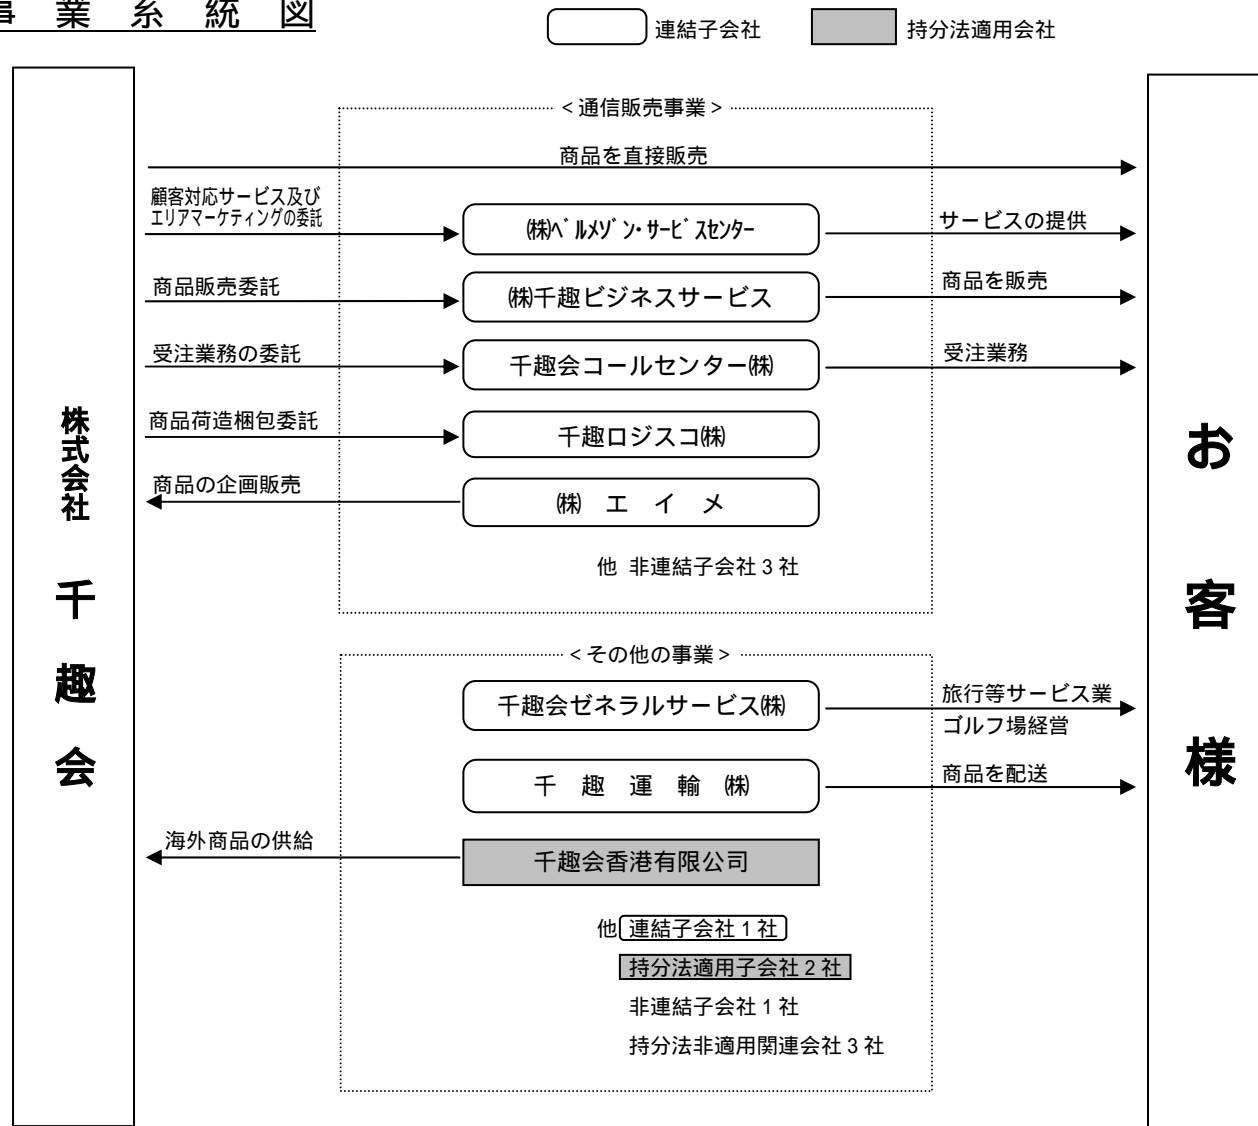 事業系統図
連結子会社
持分法適用会社
株式会社 千趣会
<通信販売事業>
商品を直接販売
顧客対応サービス及び
エリアマーケティングの委託
㈱ベルメゾン・サービスセンター
サービスの提供
商品販売委託
㈱千趣ビジネスサービス
商品を販売
受注業務の委託
千趣会コールセンター㈱
受注業務
商品荷造梱包委託
千趣ロジスコ㈱
商品の企画販売
㈱ エ イ メ
他 非連結子会社3社
<その他の事業>
千趣会ゼネラルサービス㈱
旅行等サービス業
ゴルフ場経営
千 趣 運 輸 ㈱
商品を配送
海外商品の供給
千趣会香港有限公司
他 連結子会社1社
持分法適用子会社2社
非連結子会社1社
持分法非適用関連会社3社
お客様